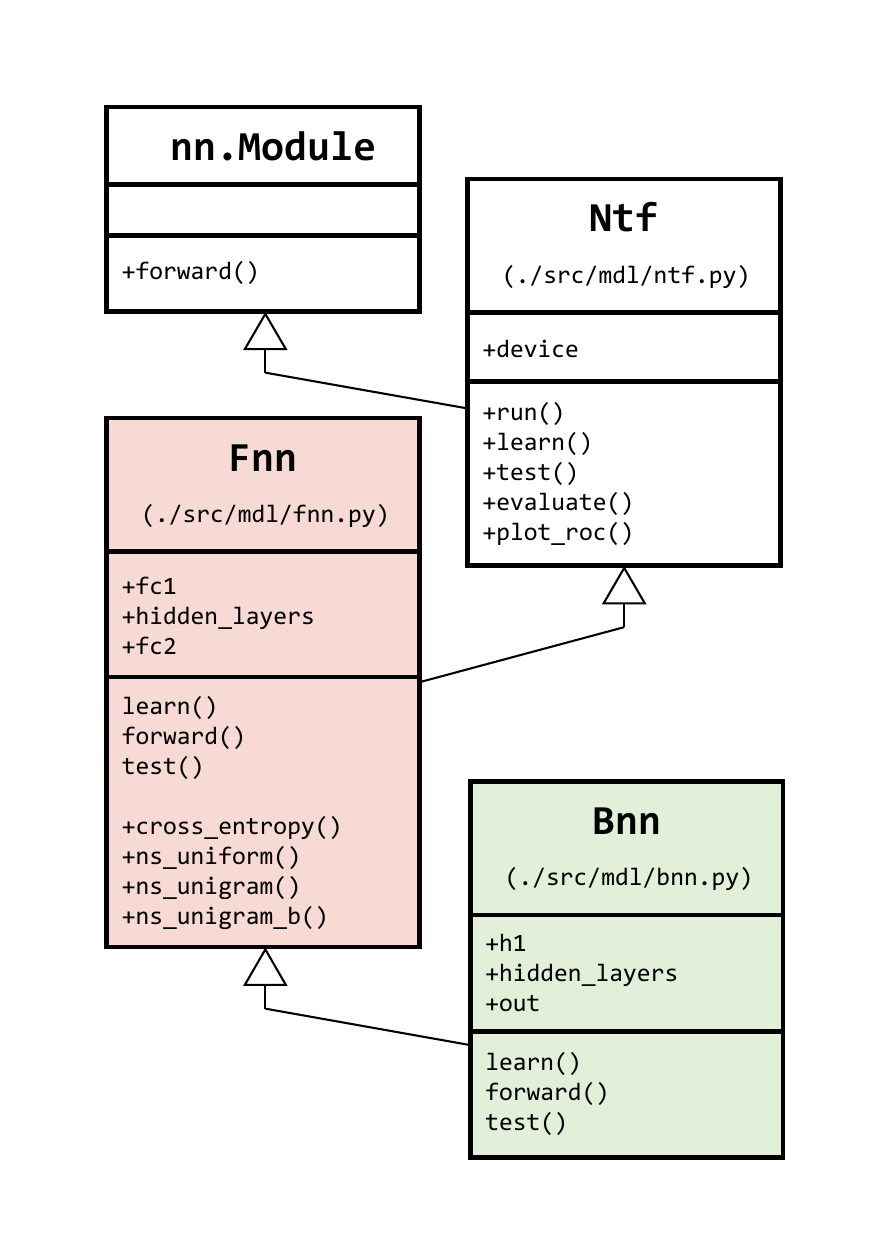 nn.Module
+forward()
Ntf
(./src/mdl/ntf.py)
+device
+run()
+learn()
+test()
+evaluate()
+plot_roc()
Fnn
(./src/mdl/fnn.py)
+fc1
+hidden_layers
+fc2
learn()
forward()
test()
+cross_entropy()
+ns_uniform()
+ns_unigram()
+ns_unigram_b()
Bnn
(./src/mdl/bnn.py)
+h1
+hidden_layers
+out
learn()
forward()
test()